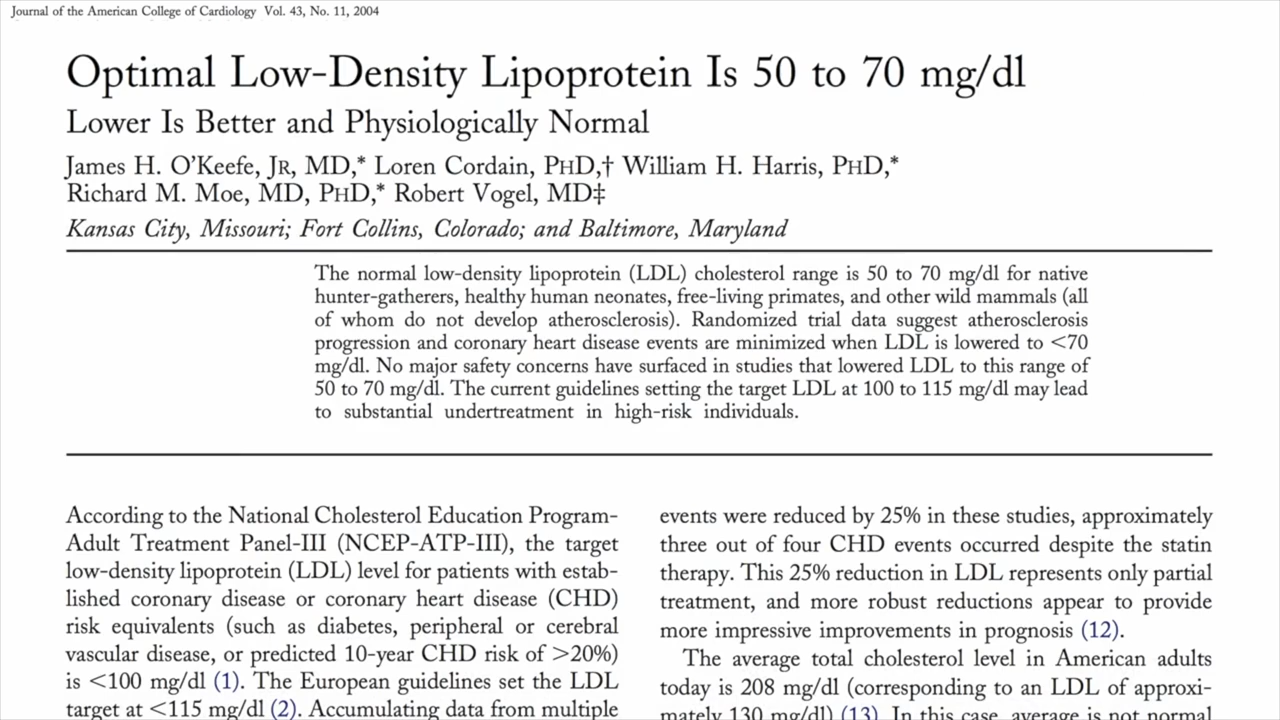 Journal of the American College of Cardiology Vol. 43, No. 11, 2004
Optimal Low-Density Lipoprotein Is 50 to 70 mg/dl
Lower Is Better and Physiologically Normal
James H. O'Keefe, JR, MD,* Loren Cordain, PHD,† William H. Harris, PHD,*
Richard M. Moe, MD, PHD,* Robert Vogel, MD‡
Kansas City, Missouri; Fort Collins, Colorado; and Baltimore, Maryland
The normal low-density lipoprotein (LDL) cholesterol range is 50 to 70 mg/dl for native
hunter-gatherers, healthy human neonates, free-living primates, and other wild mammals (all
of whom do not develop atherosclerosis). Randomized trial data suggest atherosclerosis
progression and coronary heart disease events are minimized when LDL is lowered to <70
mg/dl. No major safety concerns have surfaced in studies that lowered LDL to this range of
50 to 70 mg/dl. The current guidelines setting the target LDL at 100 to 115 mg/dl may lead
to substantial undertreatment in high-risk individuals.
According to the National Cholesterol Education Program-
Adult Treatment Panel-III (NCEP-ATP-III), the target
low-density lipoprotein (LDL) level for patients with estab-
lished coronary disease or coronary heart disease (CHD)
risk equivalents (such as diabetes, peripheral or cerebral
vascular disease, or predicted 10-year CHD risk of >20%)
is <100 mg/dl (1). The European guidelines set the LDL
target at <115 mg/dl (2). Accumulating data from multiple
events were reduced by 25% in these studies, approximately
three out of four CHD events occurred despite the statin
therapy. This 25% reduction in LDL represents only partial
treatment, and more robust reductions appear to provide
more impressive improvements in prognosis (12).
The average total cholesterol level in American adults
today is 208 mg/dl (corresponding to an LDL of approxi-
mately 130 mg/dl) (13). In this case, average is not normal